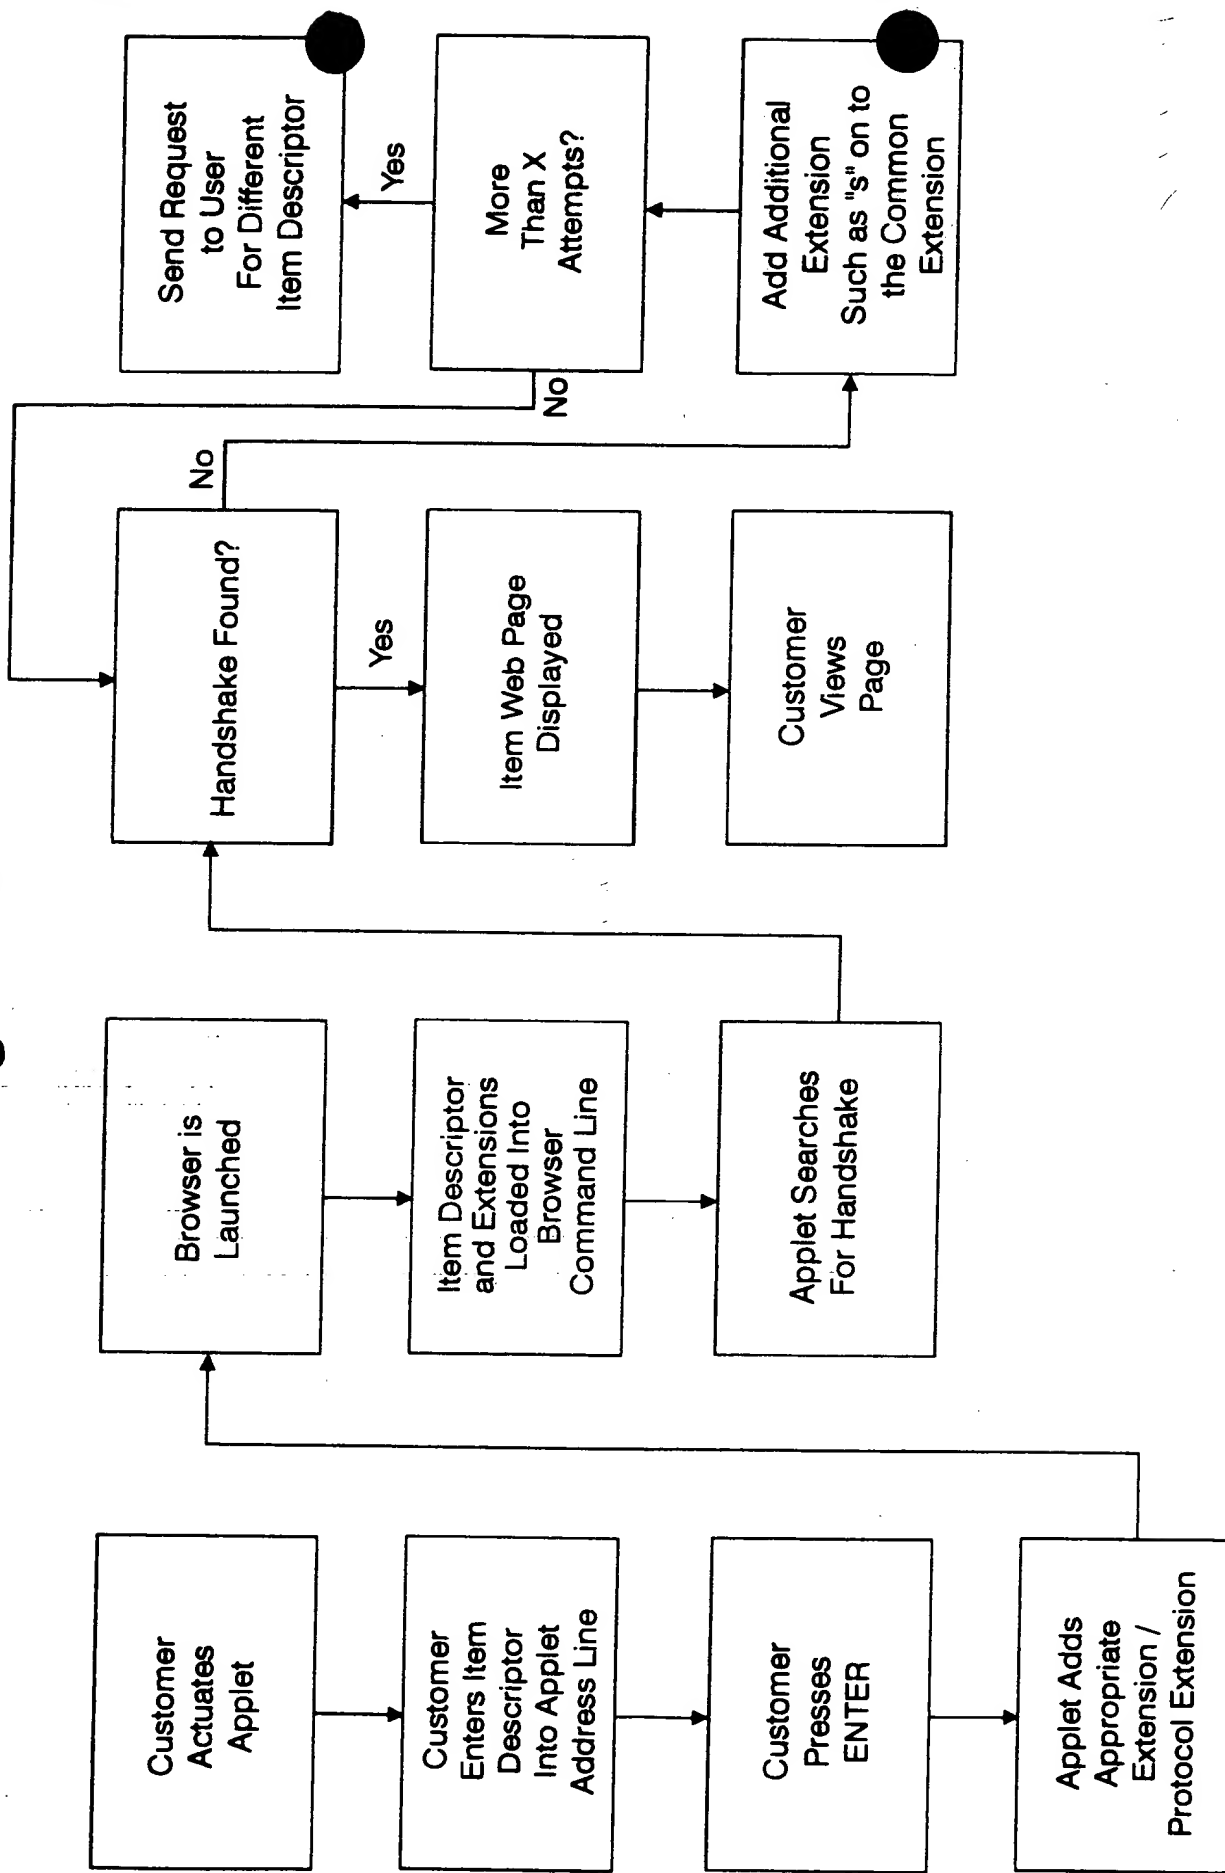 Customer
Actuates
Applet
Customer
Enters Item
Descriptor
Into Applet
Address Line
Customer
Presses
ENTER
Applet Adds
Appropriate
Extension /
Protocol Extension
Browser is
Launched
Item Descriptor
and Extensions
Loaded Into
Browser
Command Line
Applet Searches
For Handshake
Handshake Found?
No
Yes
Item Web Page
Displayed
Customer
Views
Page
Send Request
to User
For Different
Item Descriptor
Yes
More
Than X
Attempts?
No
Add Additional
Extension
Such as "s" on to
the Common
Extension